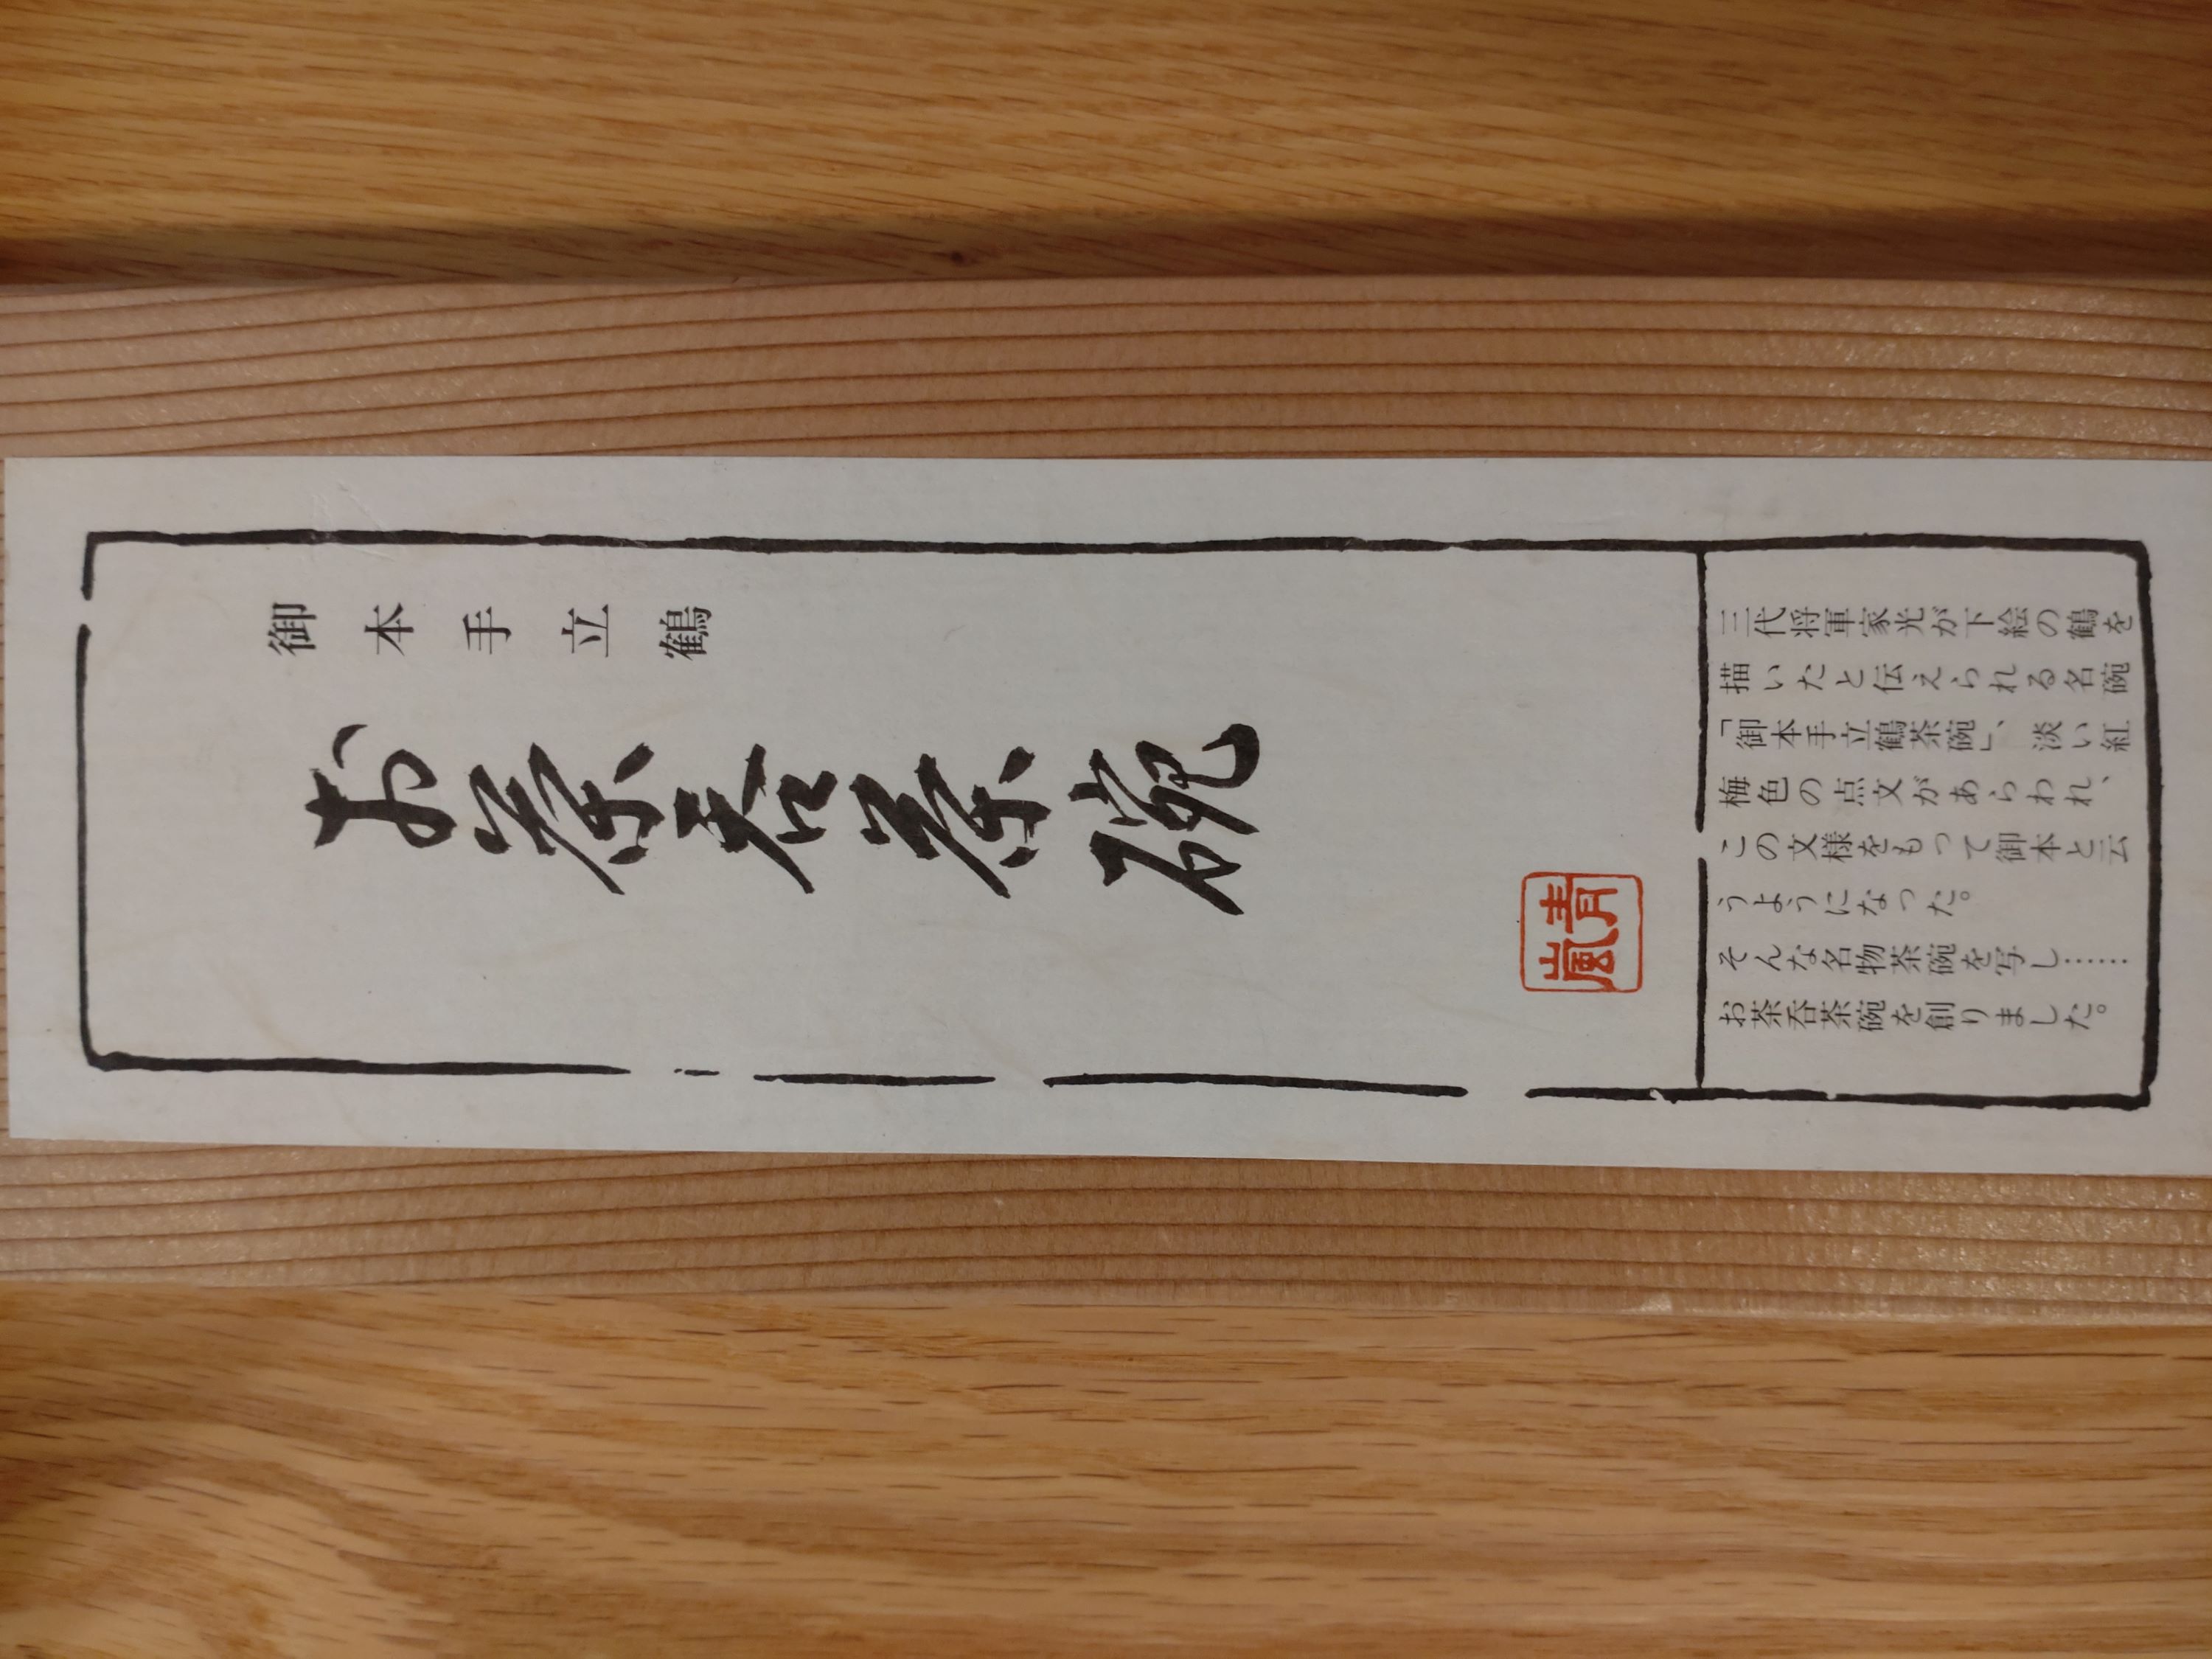 御本手立鶴
お茶呑茶碗
青嵐
三代将軍家光が下絵の鶴を
描いたと伝えられる名碗
「御本手立鶴茶碗」、淡い紅
梅色の点文があらわれ、
この文様をもって御本と云
うようになった。
そんな名物茶碗を写し……
お茶呑茶碗を創りました。